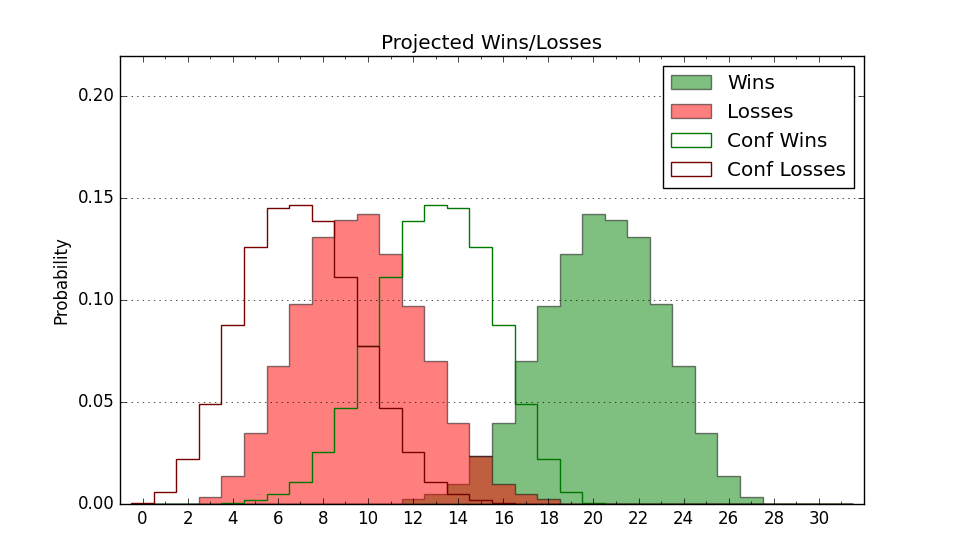 Projected Wins/Losses
Wins
Losses
Conf Wins
Conf Losses
Probability
0.20
0.15
0.10
0.05
0.00
0 2 4 6 8 10 12 14 16 18 20 22 24 26 28 30